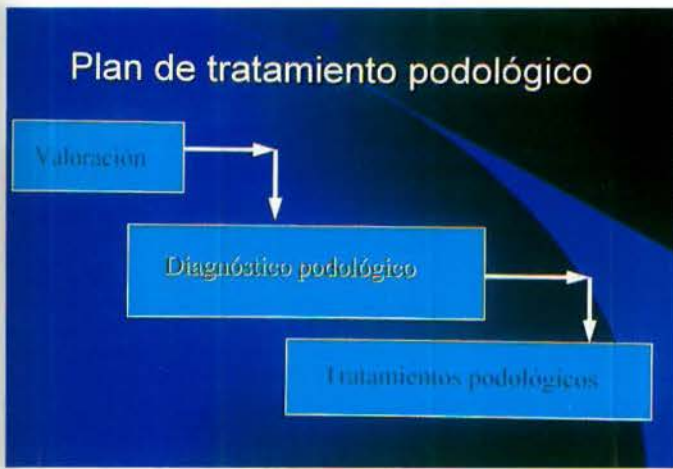 Plan de tratamiento podológico
Valoración
Diagnóstico podológico
Tratamientos podológicos